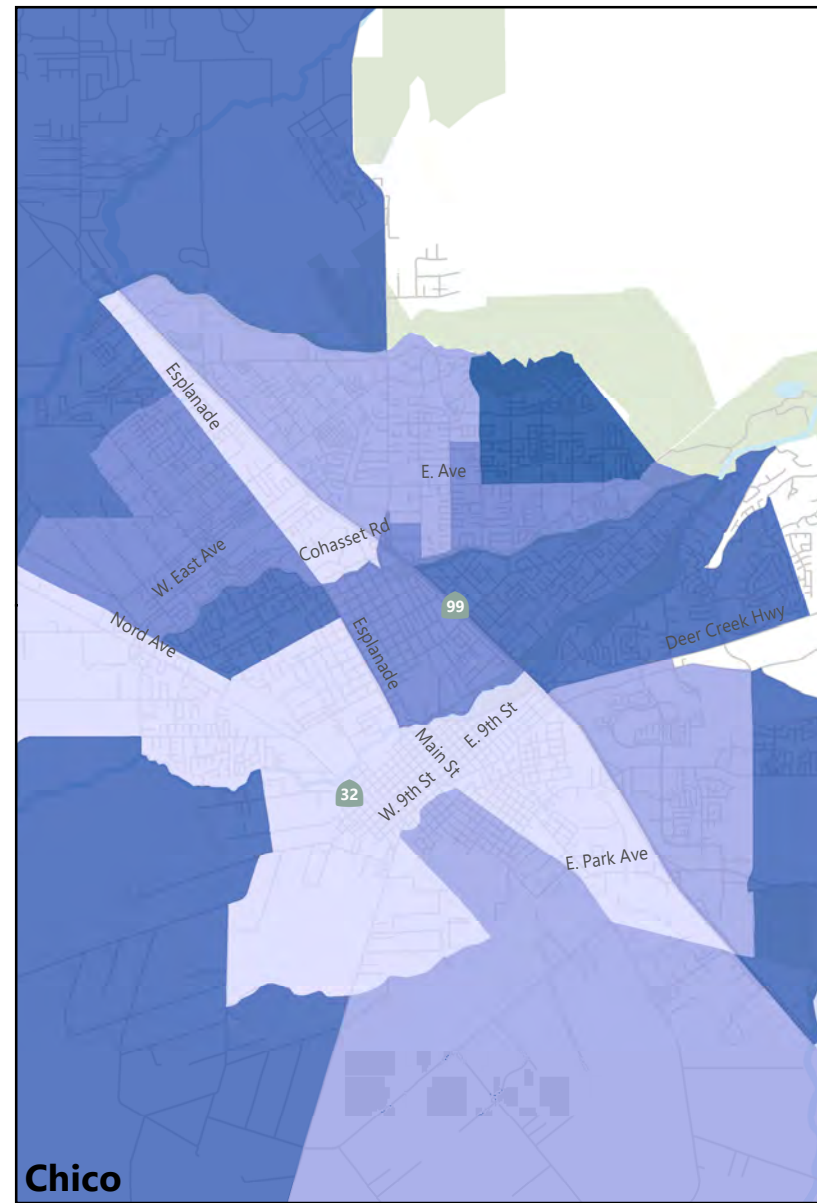 Esplanade
E. Ave
Cohasset Rd
W. East Ave
99
Nord Ave
Esplanade
Deer Creek Hwy
E. 9th St
Main St
32
W. 9th St
E. Park Ave
Chico